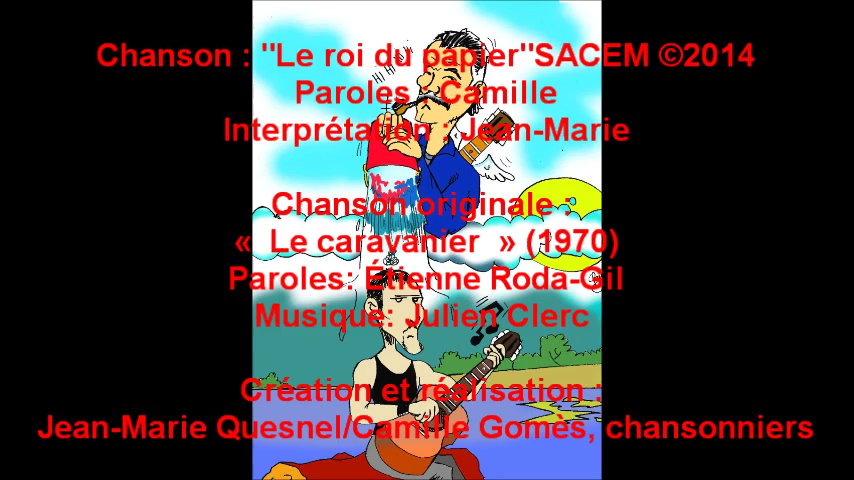 Chanson : "Le roi du papier"SACEM ©2014
Paroles : Camille
Interprétation : Jean-Marie
Chanson originale :
«  Le caravanier  » (1970)
Paroles: Étienne Roda-Gil
Musique: Julien Clerc
Création et réalisation :
Jean-Marie Quesnel/Camille Gomès, chansonniers